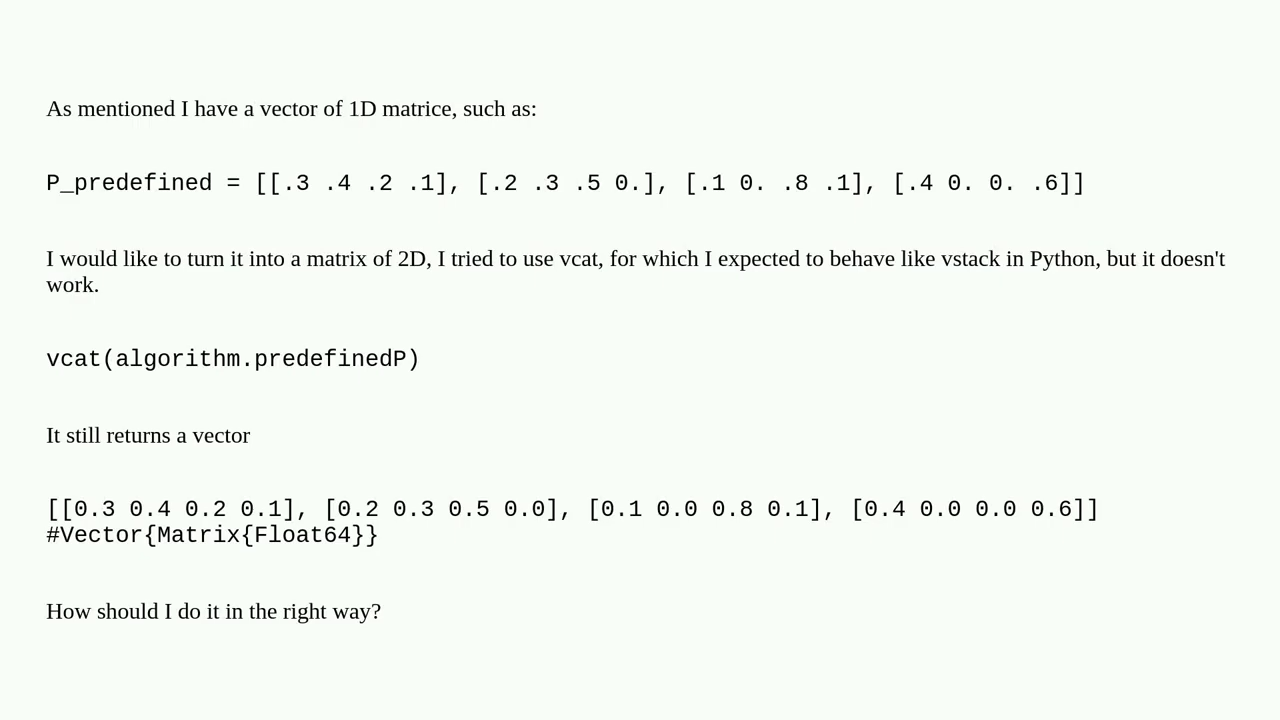 As mentioned I have a vector of 1D matrice, such as:
P_predefined = [[.3 .4 .2 .1], [.2 .3 .5 0.], [.1 0. .8 .1], [.4 0. 0. .6]]
I would like to turn it into a matrix of 2D, I tried to use vcat, for which I expected to behave like vstack in Python, but it doesn't
work.
vcat(algorithm.predefinedP)
It still returns a vector
[[0.3 0.4 0.2 0.1], [0.2 0.3 0.5 0.0], [0.1 0.0 0.8 0.1], [0.4 0.0 0.0 0.6]]
#Vector{Matrix{Float64}}
How should I do it in the right way?